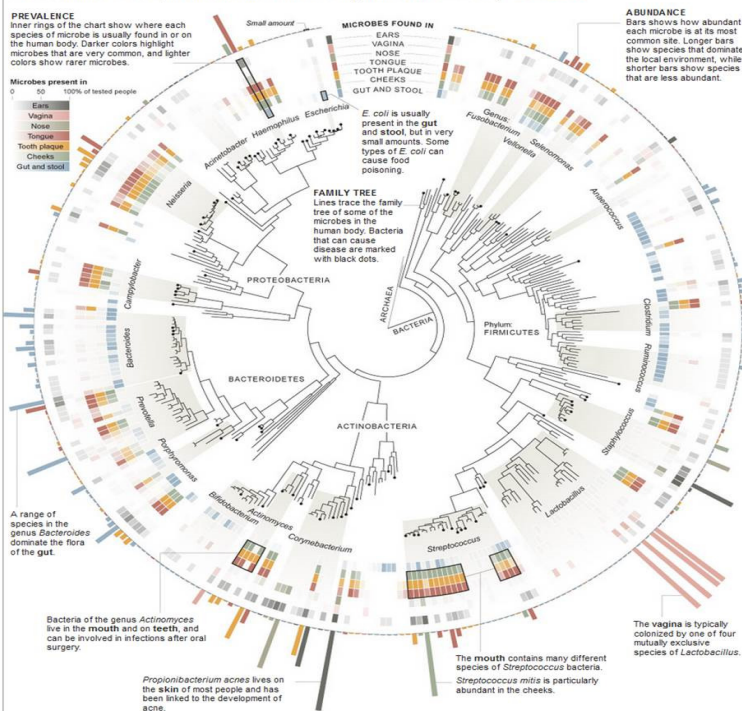 PREVALENCE
Inner rings of the chart show where each
species of microbe is usually found in or on
the human body. Darker colors highlight
microbes that are very common, and lighter
colors show rarer microbes.
Microbes present in
0 50 100% of tested people
Ears
Vagina
Nose
Tongue
Tooth plaque
Cheeks
Gut and stool
Small amount
MICROBES FOUND IN
EARS
VAGINA
NOSE
TONGUE
TOOTH PLAQUE
CHEEKS
GUT AND STOOL
ABUNDANCE
Bars shows how abundant
each microbe is at its most
common site. Longer bars
show species that dominate
the local environment, while
shorter bars show species
that are less abundant.
E. coli is usually
present in the gut
and stool, but in very
small amounts. Some
types of E. coli can
cause food
poisoning.
FAMILY TREE
Lines trace the family
tree of some of the
microbes in the
human body. Bacteria
that can cause
disease are marked
with black dots.
Escherichia
Haemophilus
Acinetobacter
Neisteria
Campylobacter
Bacteroides
Prevotella
Porphyromonas
Bifidobacterium
Actinomyces
Corynebacterium
Streptococcus
Lactobacillus
Staphylococcus
Ruminococcus
Clostridium
Anaerococcus
Selenomonas
Vellonella
Genus:
Fusobacterium
PROTEOBACTERIA
BACTEROIDETES
ACTINOBACTERIA
Phylum:
FIRMICUTES
ARCHAEA
BACTERIA
A range of
species in the
genus Bacteroides
dominate the flora
of the gut.
Bacteria of the genus Actinomyces
live in the mouth and on teeth, and
can be involved in infections after oral
surgery.
Propionibacterium acnes lives on
the skin of most people and has
been linked to the development of
acne.
The mouth contains many different
species of Streptococcus bacteria.
Streptococcus mitis is particularly
abundant in the cheeks.
The vagina is typically
colonized by one of four
mutually exclusive
species of Lactobacillus.